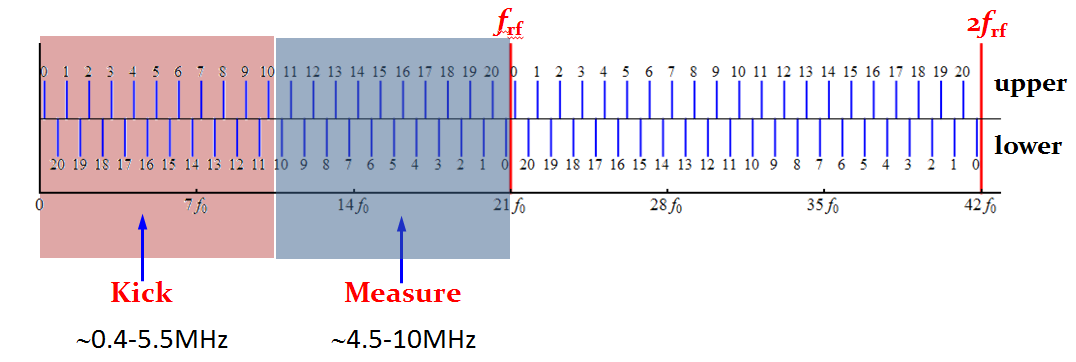 frf 2frf
0 1 2 3 4 5 6 7 8 9 10 11 12 13 14 15 16 17 18 19 20 0 1 2 3 4 5 6 7 8 9 10 11 12 13 14 15 16 17 18 19 20
upper
lower
20 19 18 17 16 15 14 13 12 11 10 9 8 7 6 5 4 3 2 1 0 20 19 18 17 16 15 14 13 12 11 10 9 8 7 6 5 4 3 2 1 0
0 7f0 14f0 21f0 28f0 35f0 42f0
Kick Measure
~0.4-5.5MHz ~4.5-10MHz